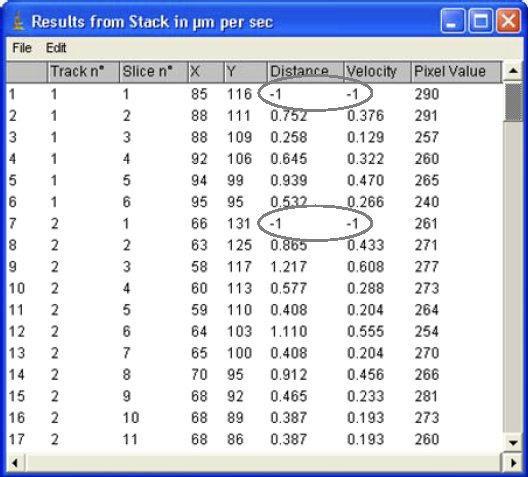 Results from Stack in µm per sec
File Edit
Track n° Slice n° X Y Distance Velocity Pixel Value
1 1 1 85 116 -1 -1 290
2 1 2 88 111 0.752 0.376 291
3 1 3 88 109 0.258 0.129 257
4 1 4 92 106 0.645 0.322 260
5 1 5 94 99 0.939 0.470 265
6 1 6 95 95 0.532 0.266 240
7 2 1 66 131 -1 -1 261
8 2 2 63 125 0.865 0.433 271
9 2 3 58 117 1.217 0.608 277
10 2 4 60 113 0.577 0.288 273
11 2 5 59 110 0.408 0.204 264
12 2 6 64 103 1.110 0.555 254
13 2 7 65 100 0.408 0.204 270
14 2 8 70 95 0.912 0.456 266
15 2 9 68 92 0.465 0.233 281
16 2 10 68 89 0.387 0.193 273
17 2 11 68 86 0.387 0.193 260